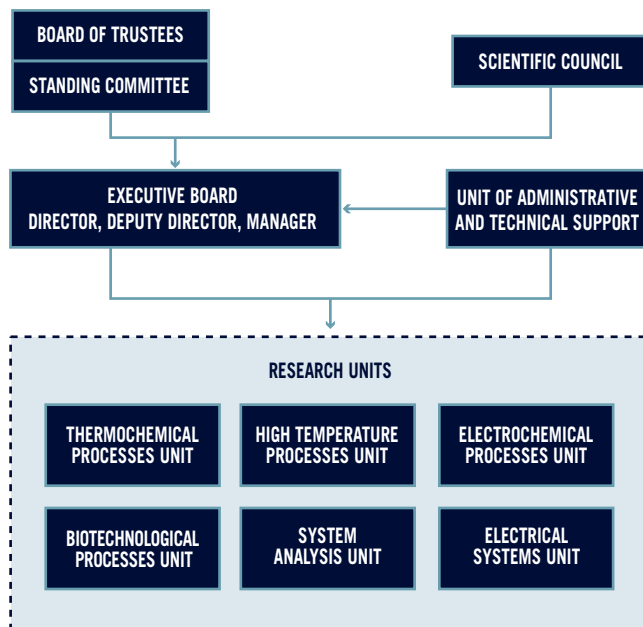 BOARD OF TRUSTEES
STANDING COMMITTEE
SCIENTIFIC COUNCIL
EXECUTIVE BOARD
DIRECTOR, DEPUTY DIRECTOR, MANAGER
UNIT OF ADMINISTRATIVE
AND TECHNICAL SUPPORT
RESEARCH UNITS
THERMOCHEMICAL
PROCESSES UNIT
HIGH TEMPERATURE
PROCESSES UNIT
ELECTROCHEMICAL
PROCESSES UNIT
BIOTECHNOLOGICAL
PROCESSES UNIT
SYSTEM
ANALYSIS UNIT
ELECTRICAL
SYSTEMS UNIT